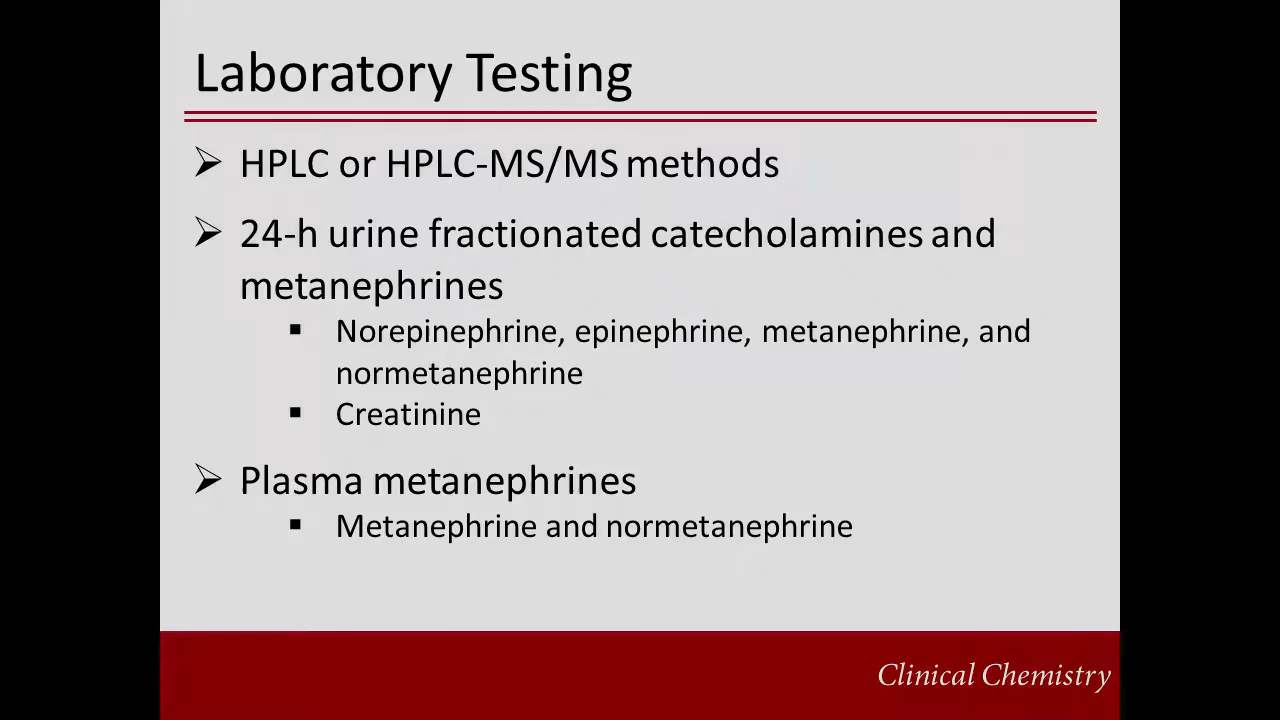 Laboratory Testing
➢ HPLC or HPLC-MS/MS methods
➢ 24-h urine fractionated catecholamines and
metanephrines
▪ Norepinephrine, epinephrine, metanephrine, and
normetanephrine
▪ Creatinine
➢ Plasma metanephrines
▪ Metanephrine and normetanephrine
Clinical Chemistry